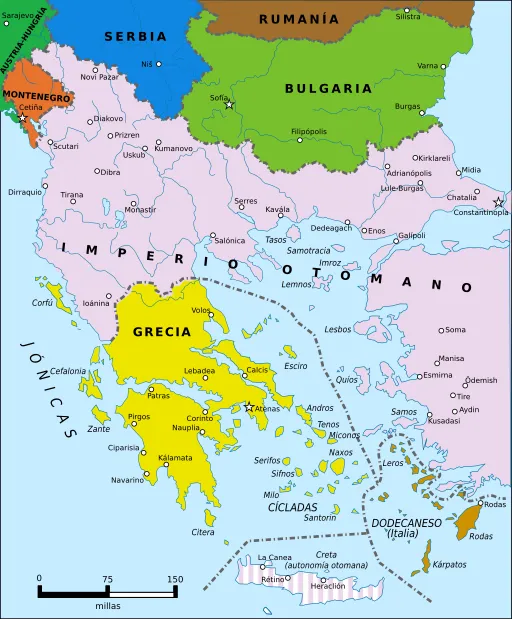 Sarajevo
AUSTRIA-HUNGRÍA
SERBIA
RUMANÍA
Silistra
Novi Pazar
Niš
Varna
MONTENEGRO
Cetiña
Sofía
BULGARIA
Burgas
Filipópolis
Diakovo
Prizren
Uskub
Kumanovo
Scutari
Dibra
Kirklareli
Adrianópolis
Midia
Lule-Burgas
Chatalia
Constantinopla
Dirraquio
Tirana
Monastir
Serres
Kavála
Dedeagach
Enos
Galípoli
Salónica
Tasos
Samotracia
Imroz
Lemnos
IMPERIO OTOMANO
Corfú
Ioánina
Volos
GRECIA
Lesbos
Soma
JÓNICAS
Cefalonia
Lebadea
Calcis
Esciro
Quíos
Manisa
Esmirna
Ödemish
Tire
Aydin
Kusadasi
Patras
Pirgos
Corinto
Nauplia
Atenas
Andros
Tenos
Miconos
Samos
Zante
Ciparisia
Kálamata
Navarino
Serifos
Sifnos
Naxos
Leros
Milo
CÍCLADAS
Santorin
Citera
DODECANESO
(Italia)
Rodas
Rodas
Kárpatos
La Canea
Creta
(autonomía otomana)
Rétino
Heraclión
0 75 150
millas